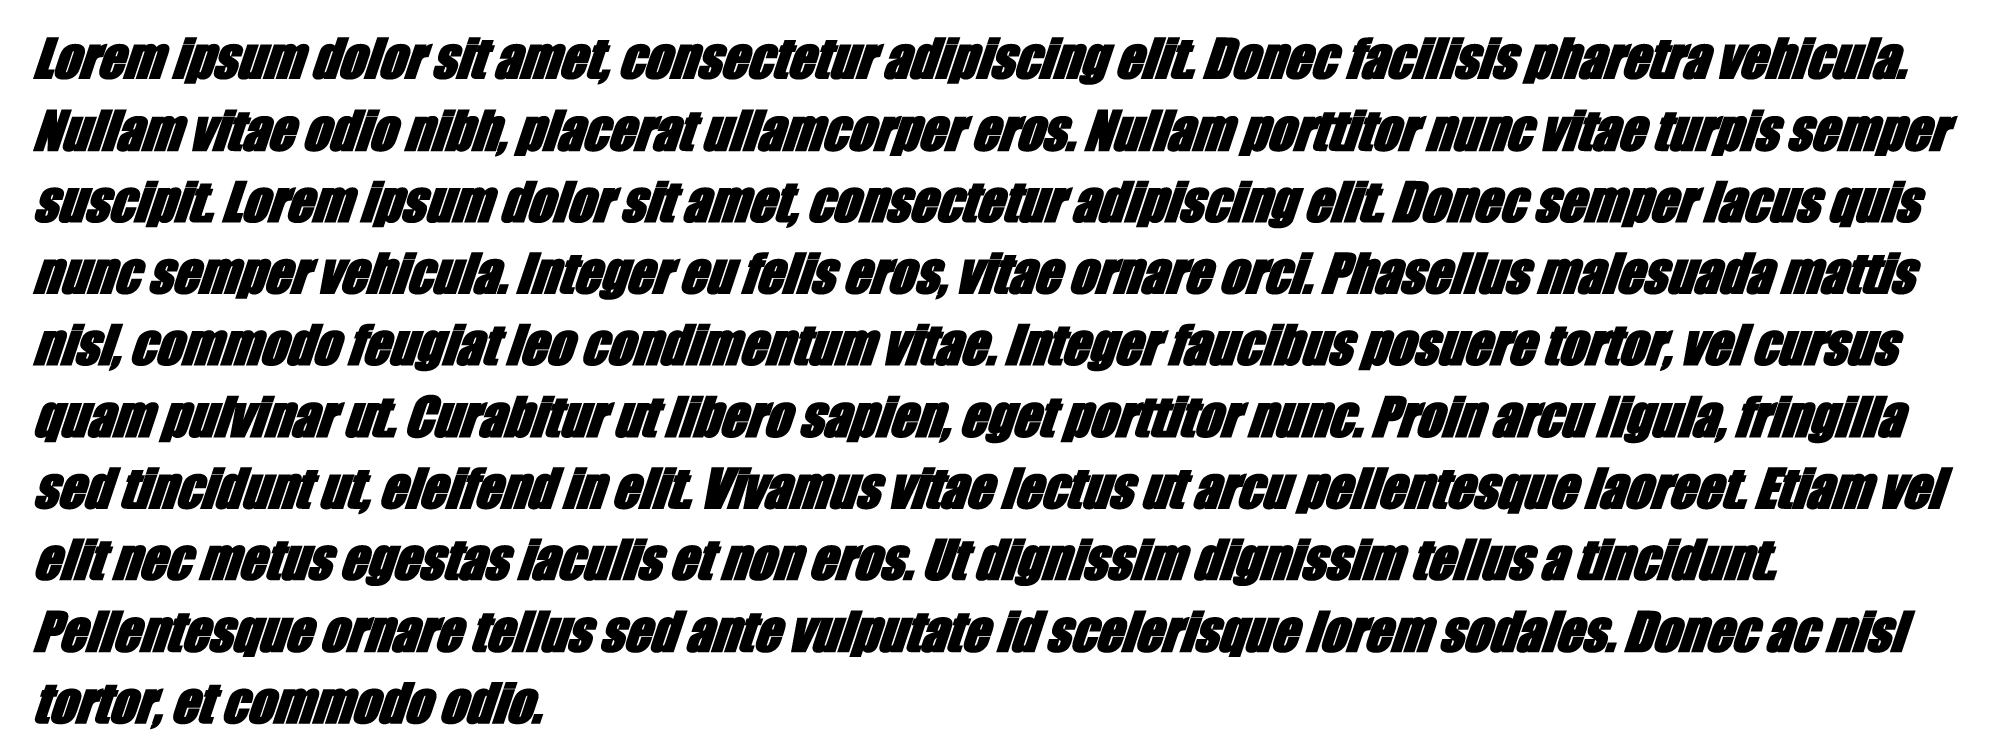 Lorem ipsum dolor sit amet, consectetur adipiscing elit. Donec facilisis pharetra vehicula.
Nullam vitae odio nibh, placerat ullamcorper eros. Nullam porttitor nunc vitae turpis semper
suscipit. Lorem ipsum dolor sit amet, consectetur adipiscing elit. Donec semper lacus quis
nunc semper vehicula. Integer eu felis eros, vitae ornare orci. Phasellus malesuada mattis
nisl, commodo feugiat leo condimentum vitae. Integer faucibus posuere tortor, vel cursus
quam pulvinar ut. Curabitur ut libero sapien, eget porttitor nunc. Proin arcu ligula, fringilla
sed tincidunt ut, eleifend in elit. Vivamus vitae lectus ut arcu pellentesque laoreet. Etiam vel
elit nec metus egestas iaculis et non eros. Ut dignissim dignissim tellus a tincidunt.
Pellentesque ornare tellus sed ante vulputate id scelerisque lorem sodales. Donec ac nisl
tortor, et commodo odio.